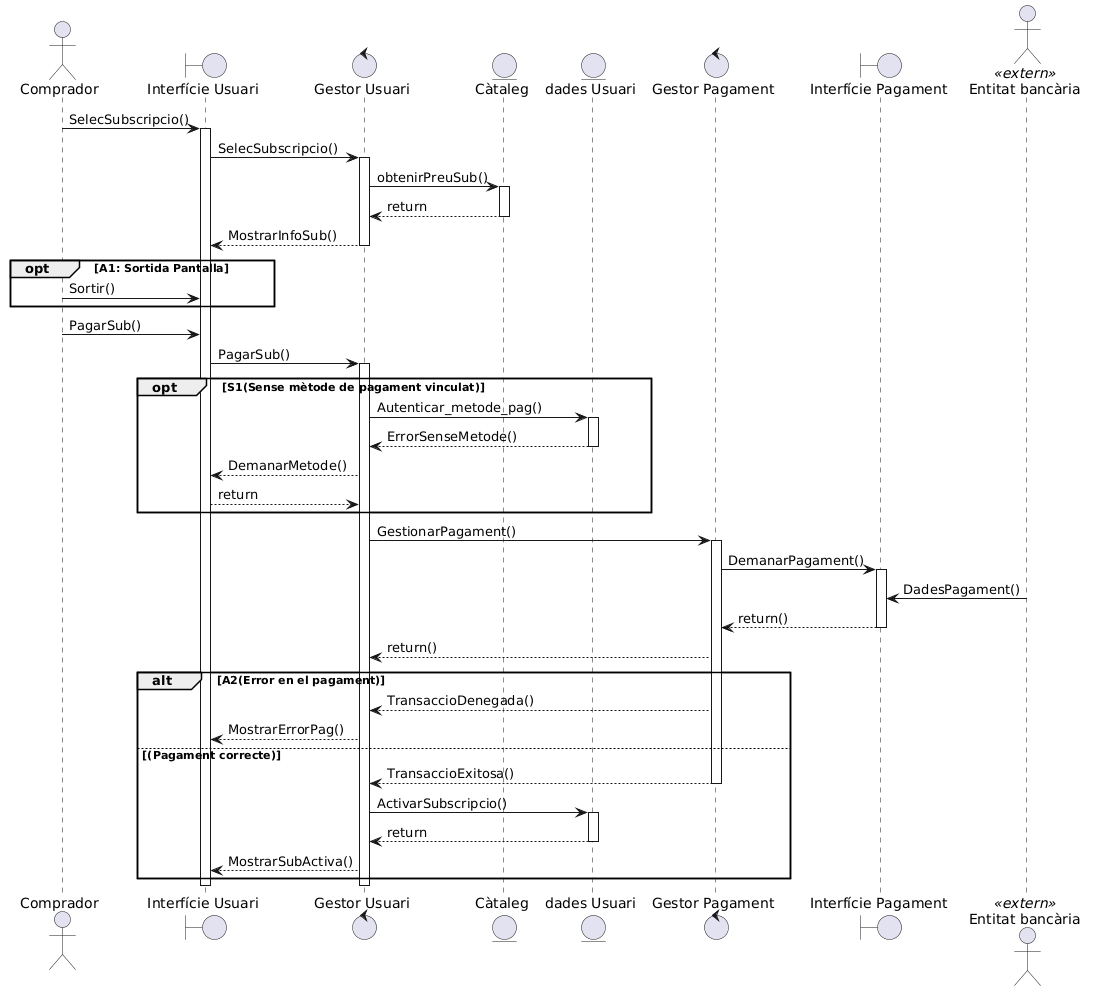 «extern»
Comprador
Interfície Usuari
Gestor Usuari
Càtaleg
dades Usuari
Gestor Pagament
Interfície Pagament
Entitat bancària
SelecSubscripcio()
SelecSubscripcio()
obtenirPreuSub()
return
MostrarInfoSub()
opt [A1: Sortida Pantalla]
Sortir()
PagarSub()
PagarSub()
opt [S1(Sense mètode de pagament vinculat)]
Autenticar_metode_pag()
ErrorSenseMetode()
DemanarMetode()
return
GestionarPagament()
DemanarPagament()
DadesPagament()
return()
return()
alt [A2(Error en el pagament)]
TransaccioDenegada()
MostrarErrorPag()
[(Pagament correcte)]
TransaccioExitosa()
ActivarSubscripcio()
return
MostrarSubActiva()
Comprador
Interfície Usuari
Gestor Usuari
Càtaleg
dades Usuari
Gestor Pagament
Interfície Pagament
«extern»
Entitat bancària